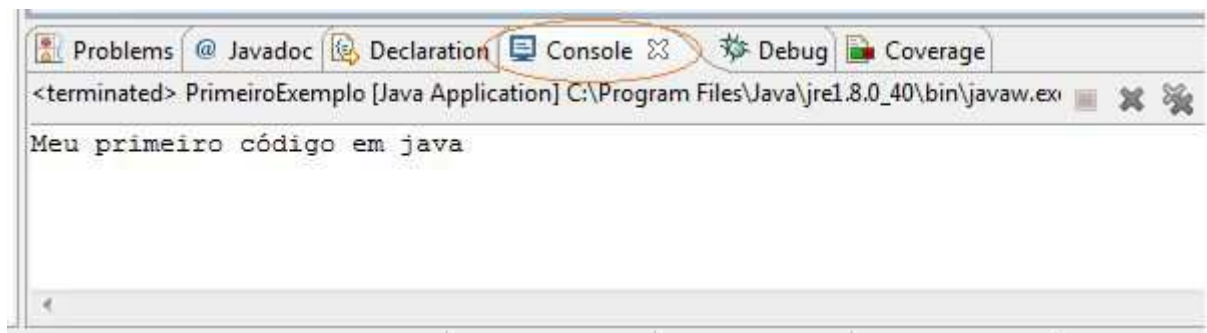 Problems @ Javadoc Declaration Console Debug Coverage
<terminated> PrimeiroExemplo [Java Application] C:\Program Files\Java\jre1.8.0_40\bin\javaw.ex
Meu primeiro código em java